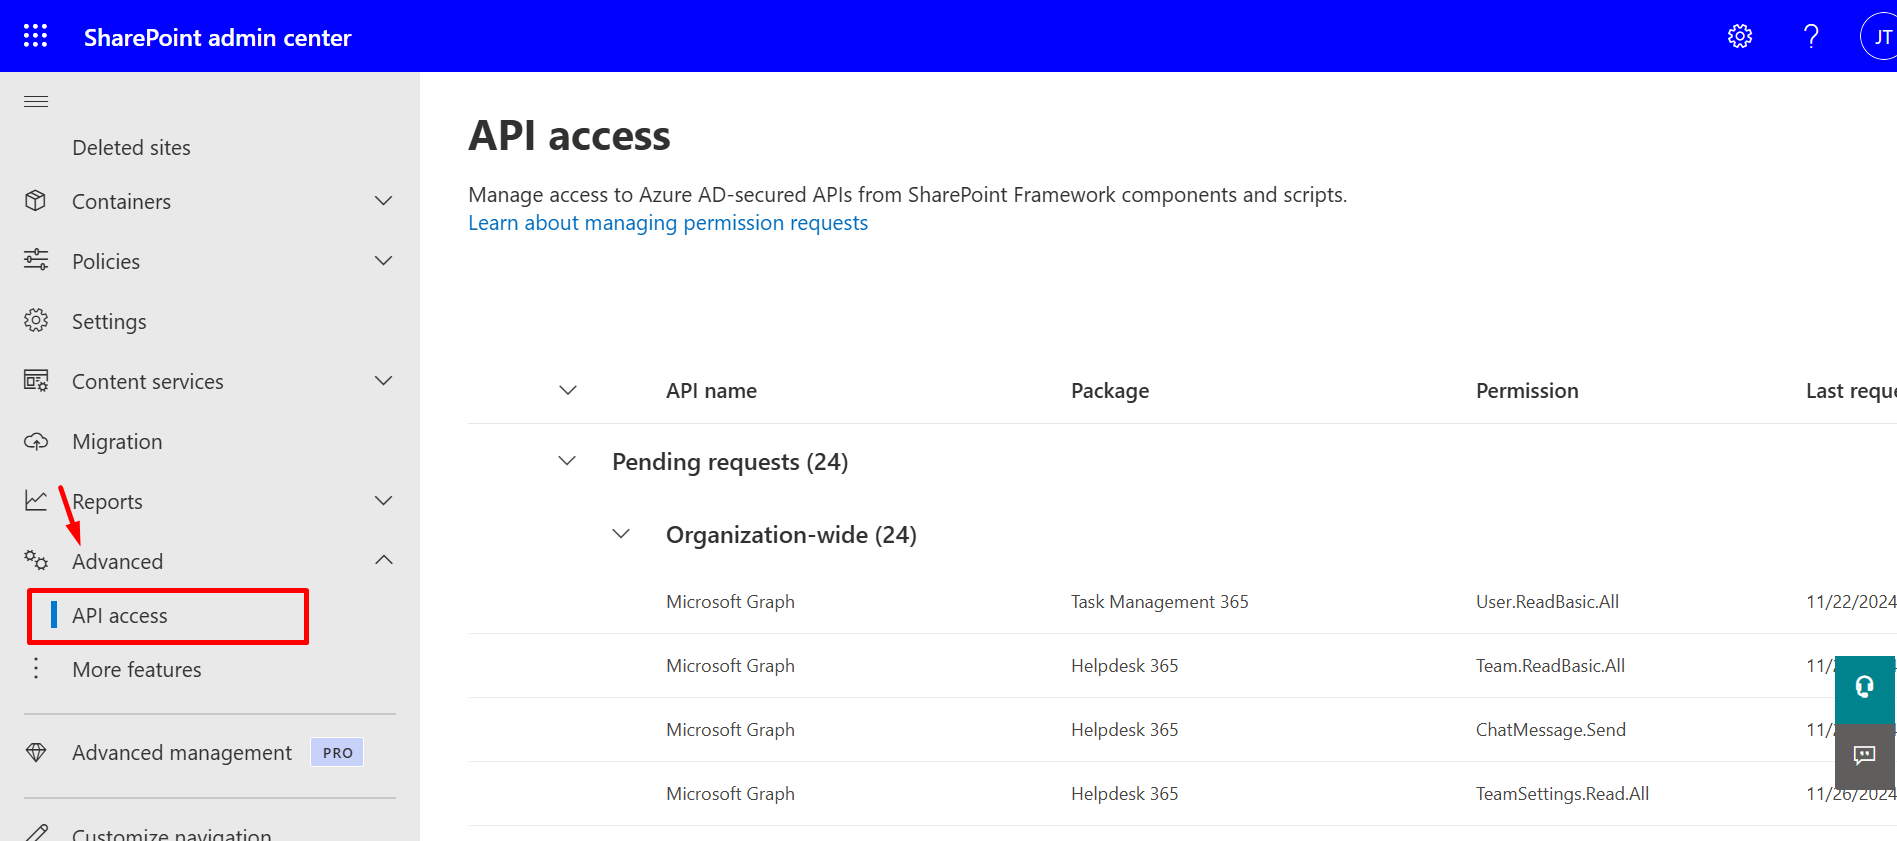 SharePoint admin center
JT
Deleted sites
Containers
Policies
Settings
Content services
Migration
Reports
Advanced
API access
More features
Advanced management PRO
Customize navigation
API access
Manage access to Azure AD-secured APIs from SharePoint Framework components and scripts.
Learn about managing permission requests
API name Package Permission Last reque
Pending requests (24)
Organization-wide (24)
Microsoft Graph Task Management 365 User.ReadBasic.All 11/22/2024
Microsoft Graph Helpdesk 365 Team.ReadBasic.All
Microsoft Graph Helpdesk 365 ChatMessage.Send
Microsoft Graph Helpdesk 365 TeamSettings.Read.All 11/26/2024